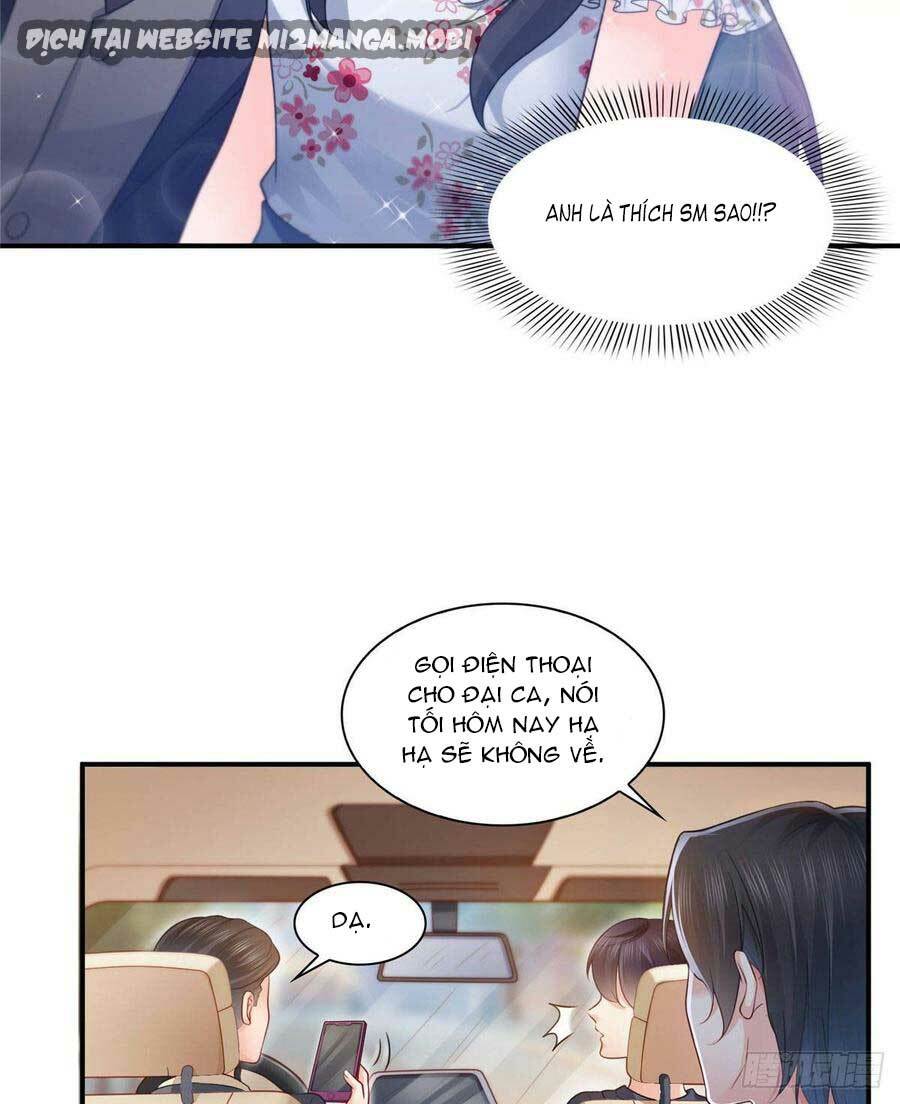 DỊCH TẠI WEBSITE MI2MANGA.MOBI
ANH LÀ THÍCH SM SAO!!?
GỌI ĐIỆN THOẠI
CHO ĐẠI CA, NÓI
TỐI HÔM NAY HẠ
HẠ SẼ KHÔNG VỀ.
DẠ.